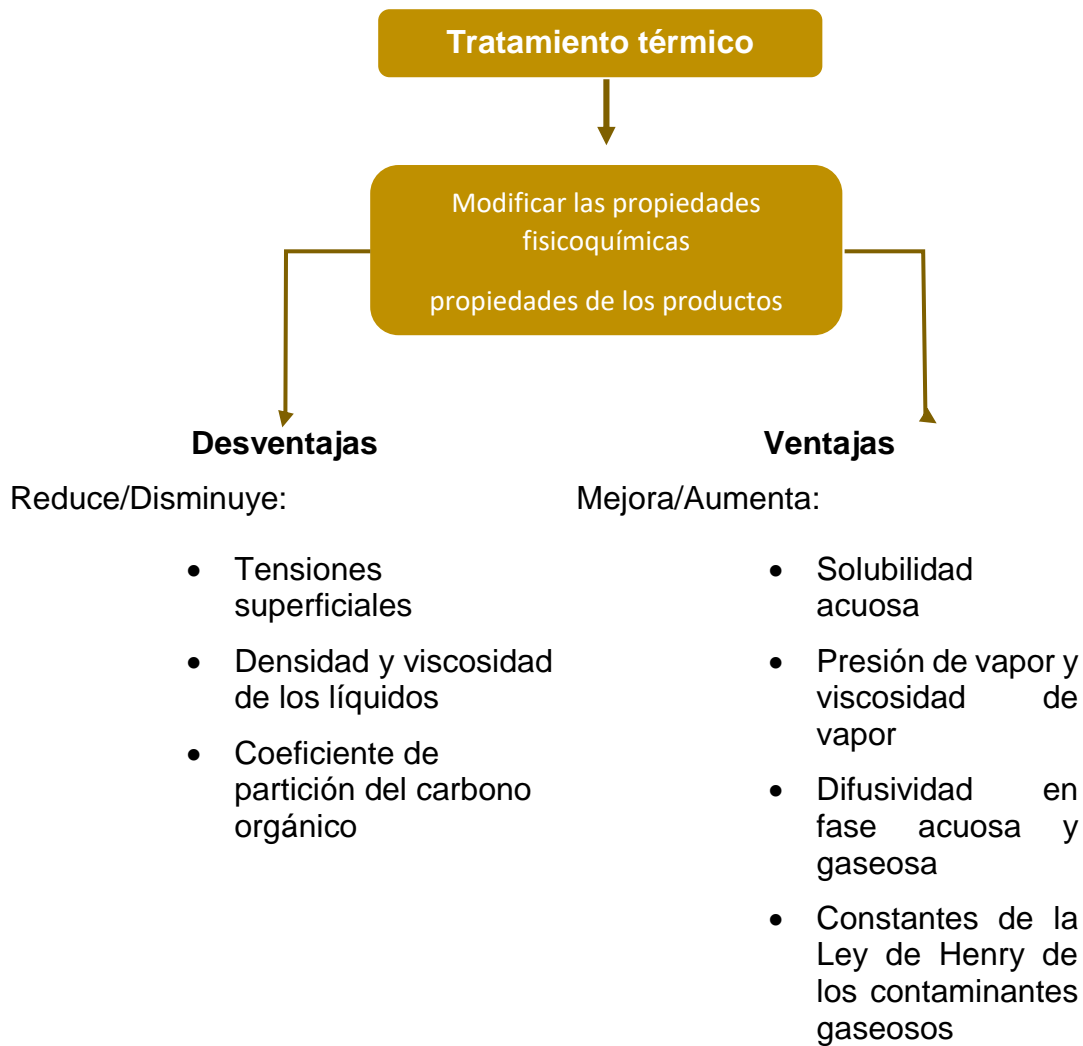 Tratamiento térmico
Modificar las propiedades
fisicoquímicas
propiedades de los productos
Desventajas
Reduce/Disminuye:
• Tensiones
superficiales
• Densidad y viscosidad
de los líquidos
• Coeficiente de
partición del carbono
orgánico
Ventajas
Mejora/Aumenta:
• Solubilidad
acuosa
• Presión de vapor y
viscosidad de
vapor
• Difusividad en
fase acuosa y
gaseosa
• Constantes de la
Ley de Henry de
los contaminantes
gaseosos